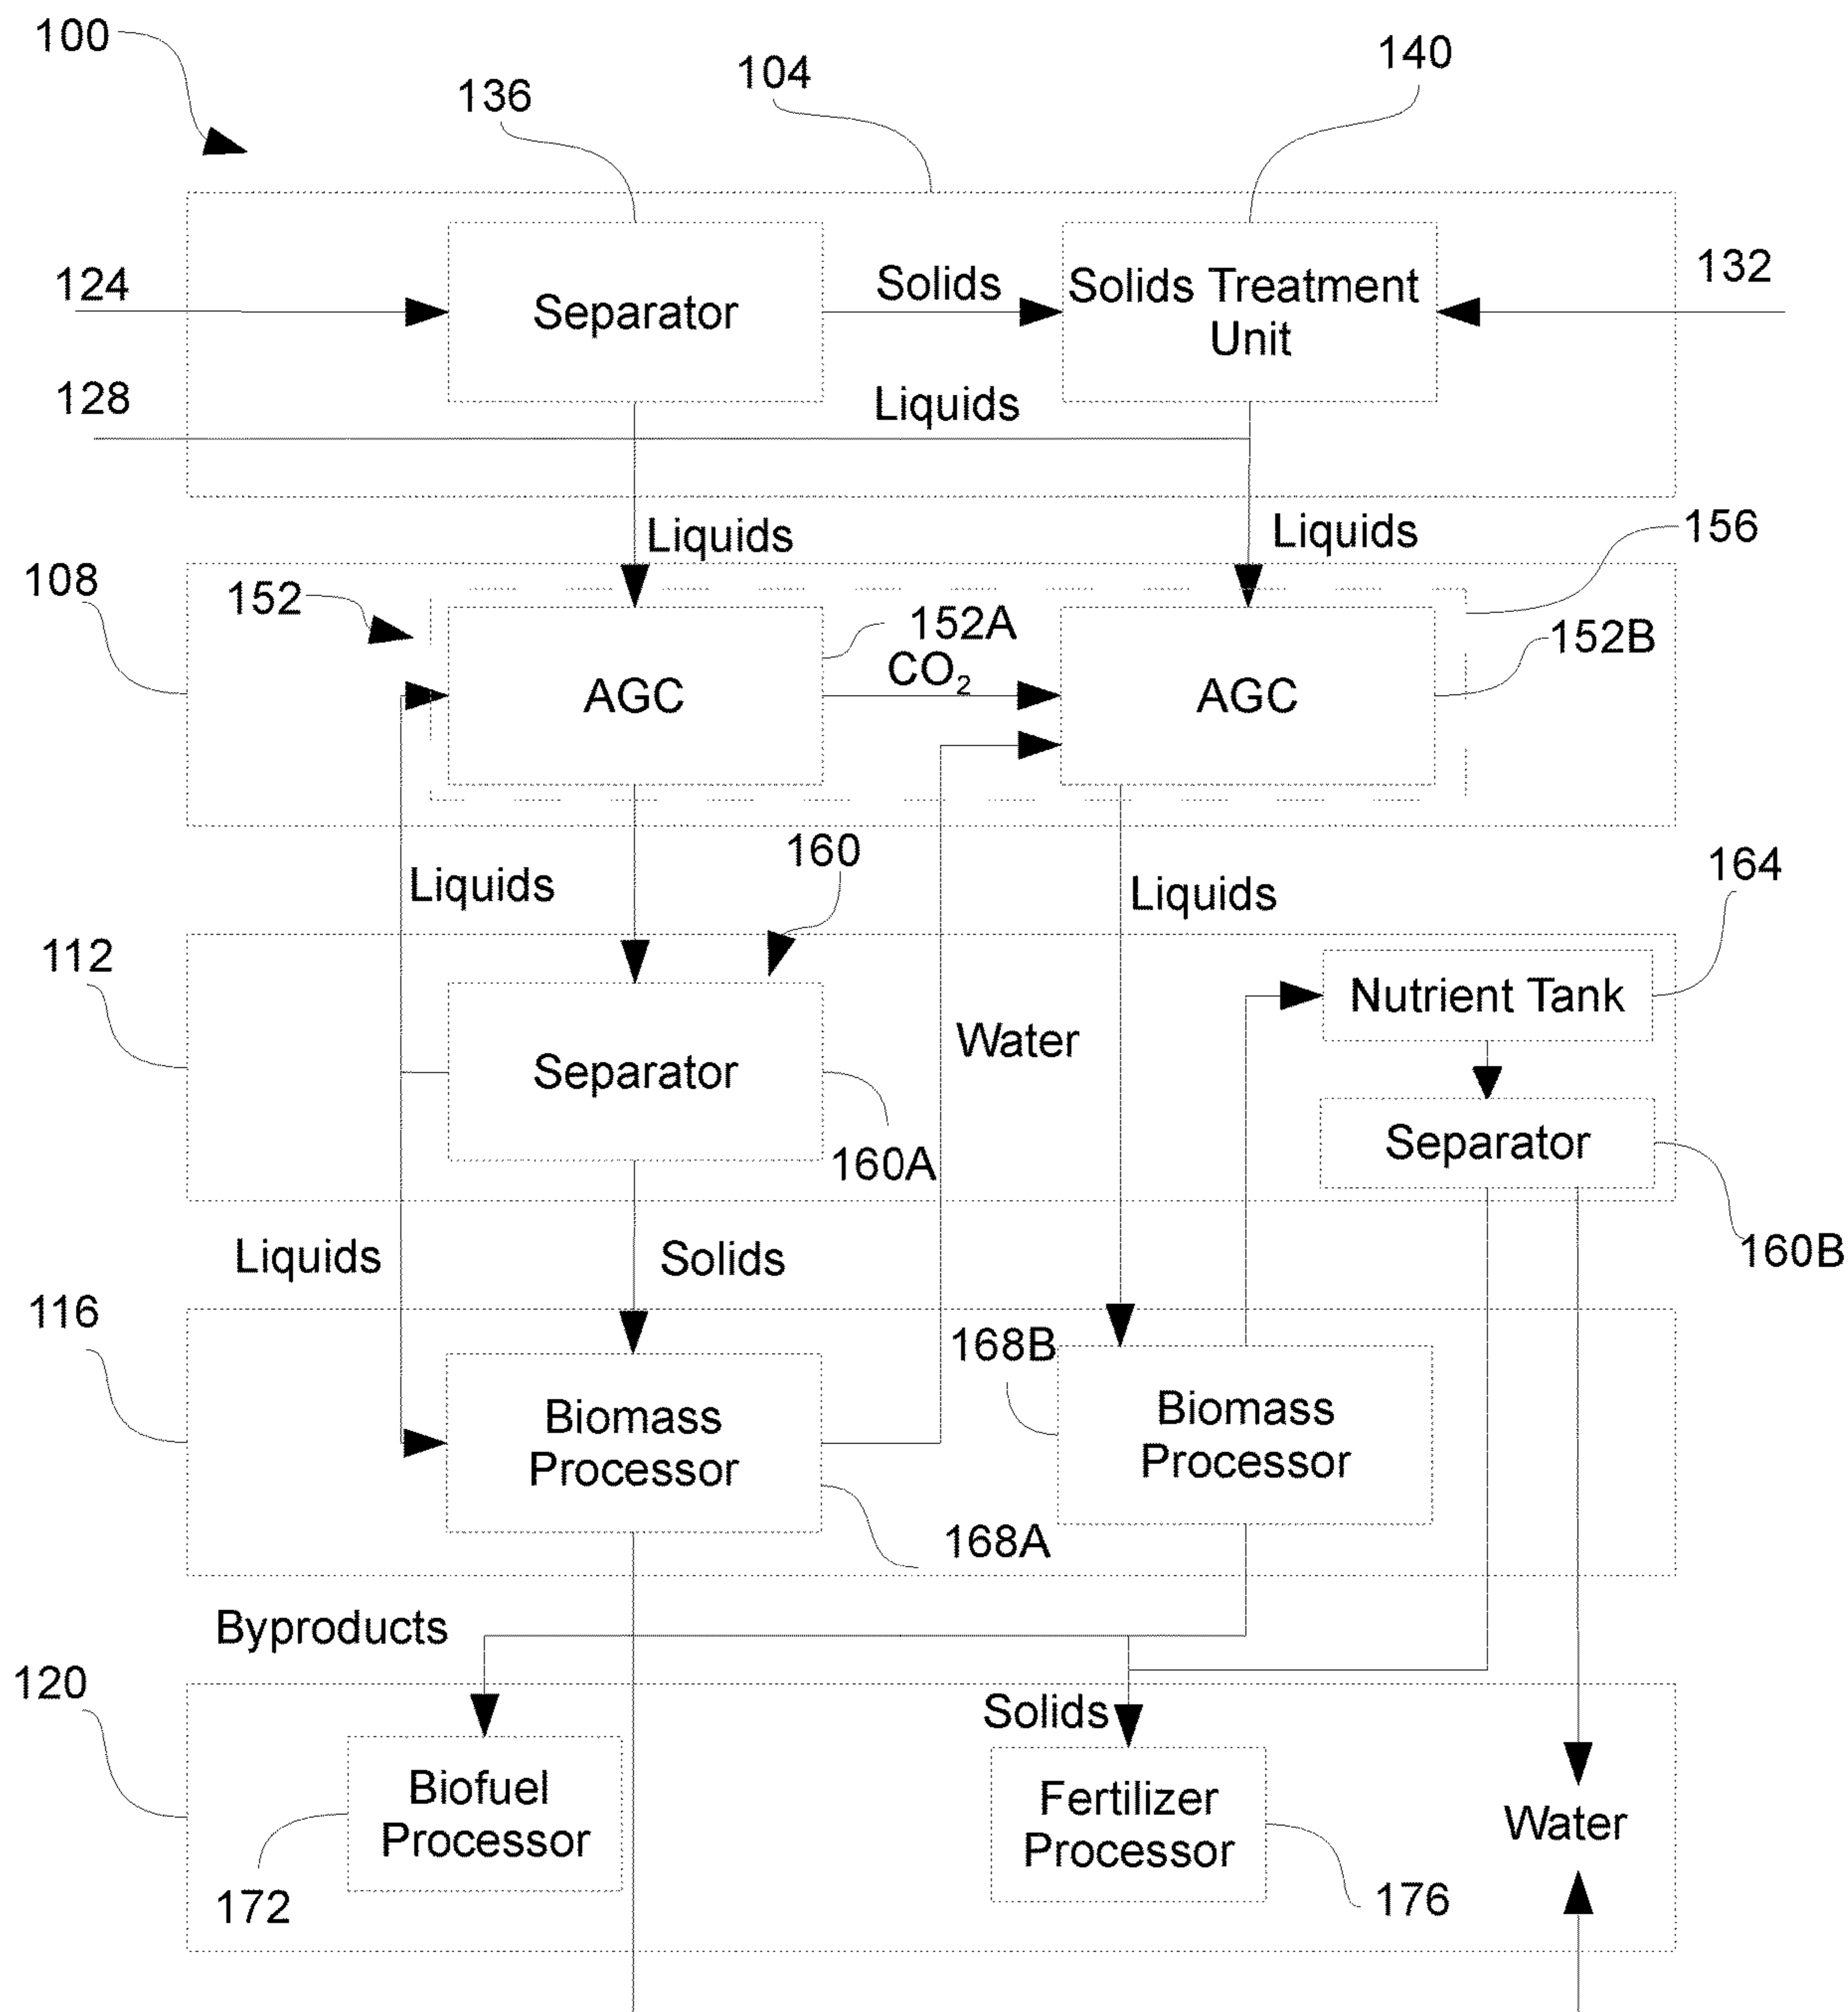 100
136
104
140
124
Separator
Solids
Solids Treatment
Unit
132
128
Liquids
Liquids
Liquids
156
108
152
152A
152B
AGC
CO₂
AGC
160
Liquids
Liquids
164
112
Nutrient Tank
Separator
Water
160A
Separator
160B
Liquids
Solids
116
168B
Biomass
Processor
Biomass
Processor
168A
Byproducts
120
Solids
Biofuel
Processor
Fertilizer
Processor
Water
172
176